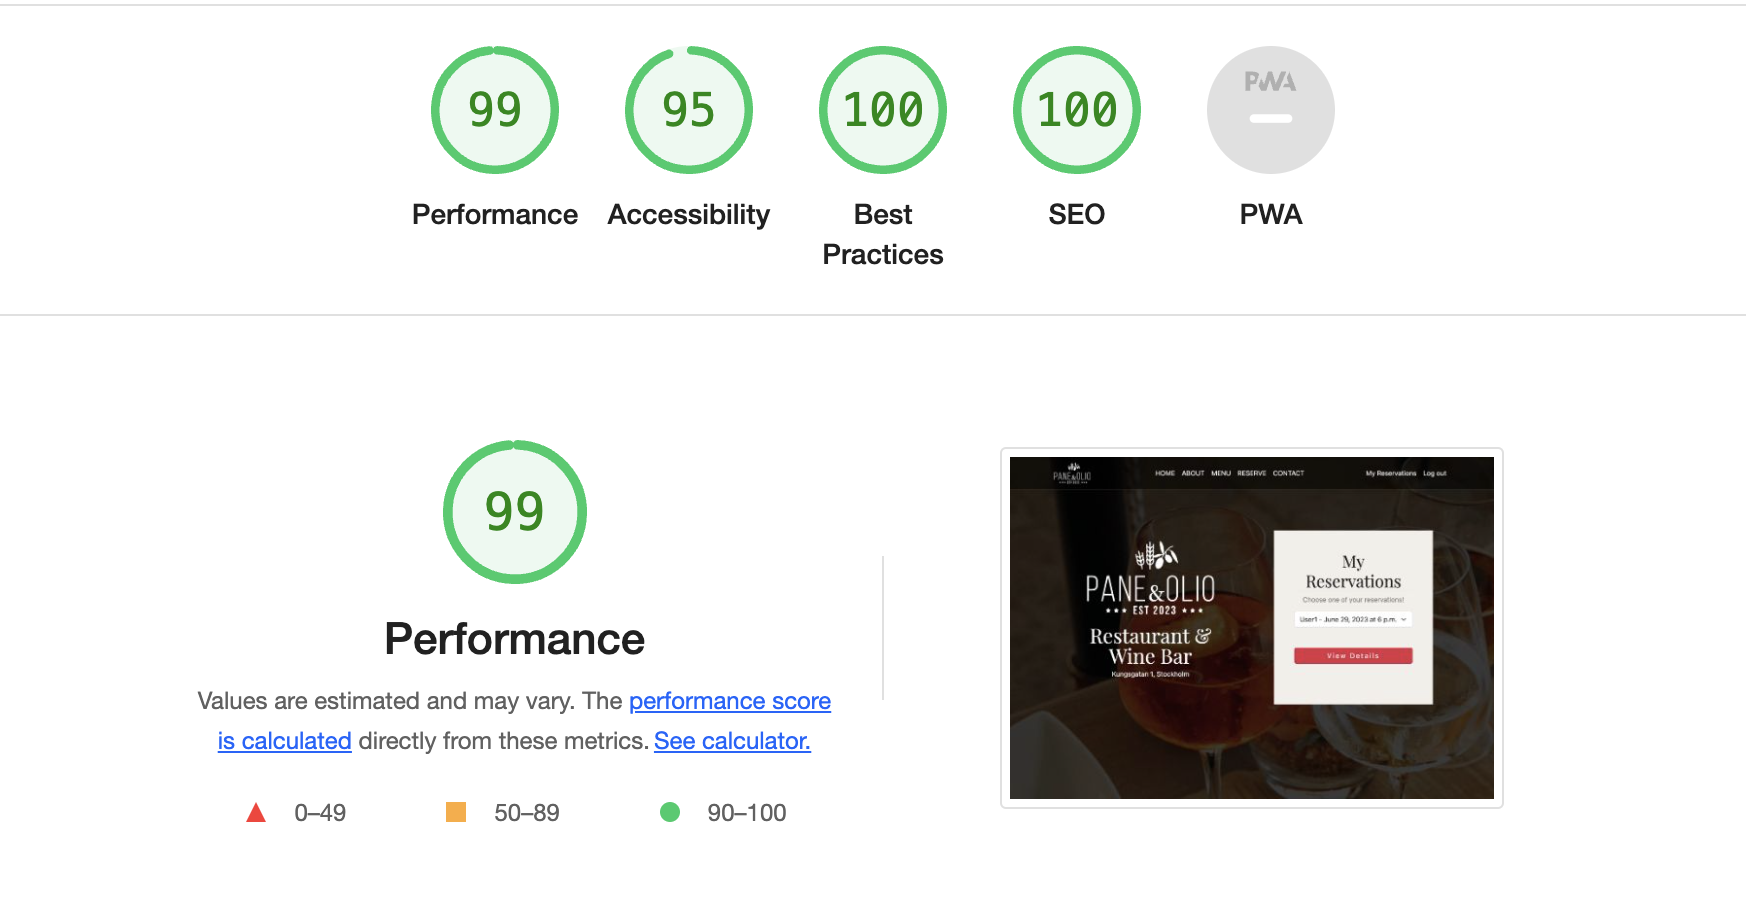 99
95
100
100
PWA
Performance
Accessibility
Best
Practices
SEO
PWA
99
Performance
Values are estimated and may vary. The performance score
is calculated directly from these metrics. See calculator.
0–49
50–89
90–100
PANE&OLIO
HOME ABOUT MENU RESERVE CONTACT
My Reservations Log out
PANE&OLIO
EST 2023
Restaurant &
Wine Bar
Kungsgatan 1, Stockholm
My
Reservations
Choose one of your reservations!
User1 - June 29, 2023 at 6 p.m.
View Details